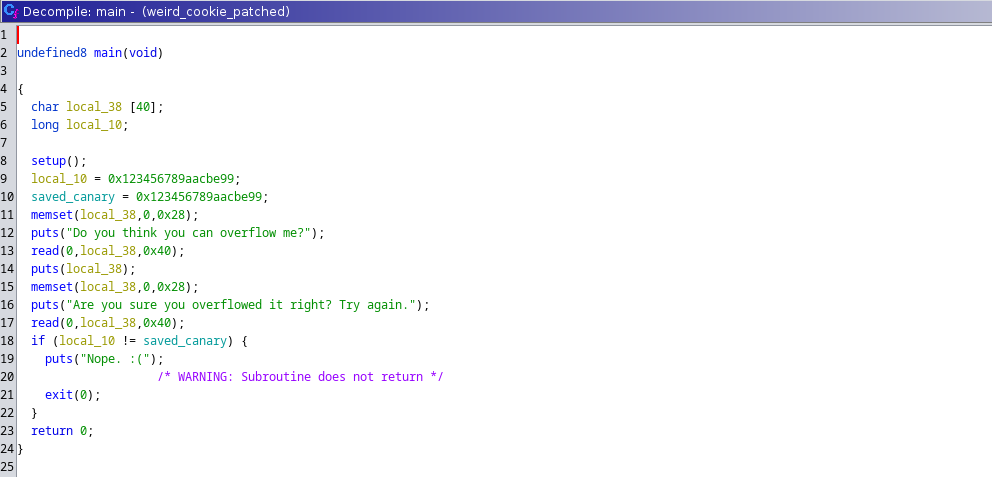 Decompile: main - (weird_cookie_patched)
1
2 undefined8 main(void)
3
4 {
5 char local_38 [40];
6 long local_10;
7
8 setup();
9 local_10 = 0x123456789aacbe99;
10 saved_canary = 0x123456789aacbe99;
11 memset(local_38,0,0x28);
12 puts("Do you think you can overflow me?");
13 read(0,local_38,0x40);
14 puts(local_38);
15 memset(local_38,0,0x28);
16 puts("Are you sure you overflowed it right? Try again.");
17 read(0,local_38,0x40);
18 if (local_10 != saved_canary) {
19 puts("Nope. :(");
20 /* WARNING: Subroutine does not return */
21 exit(0);
22 }
23 return 0;
24 }
25